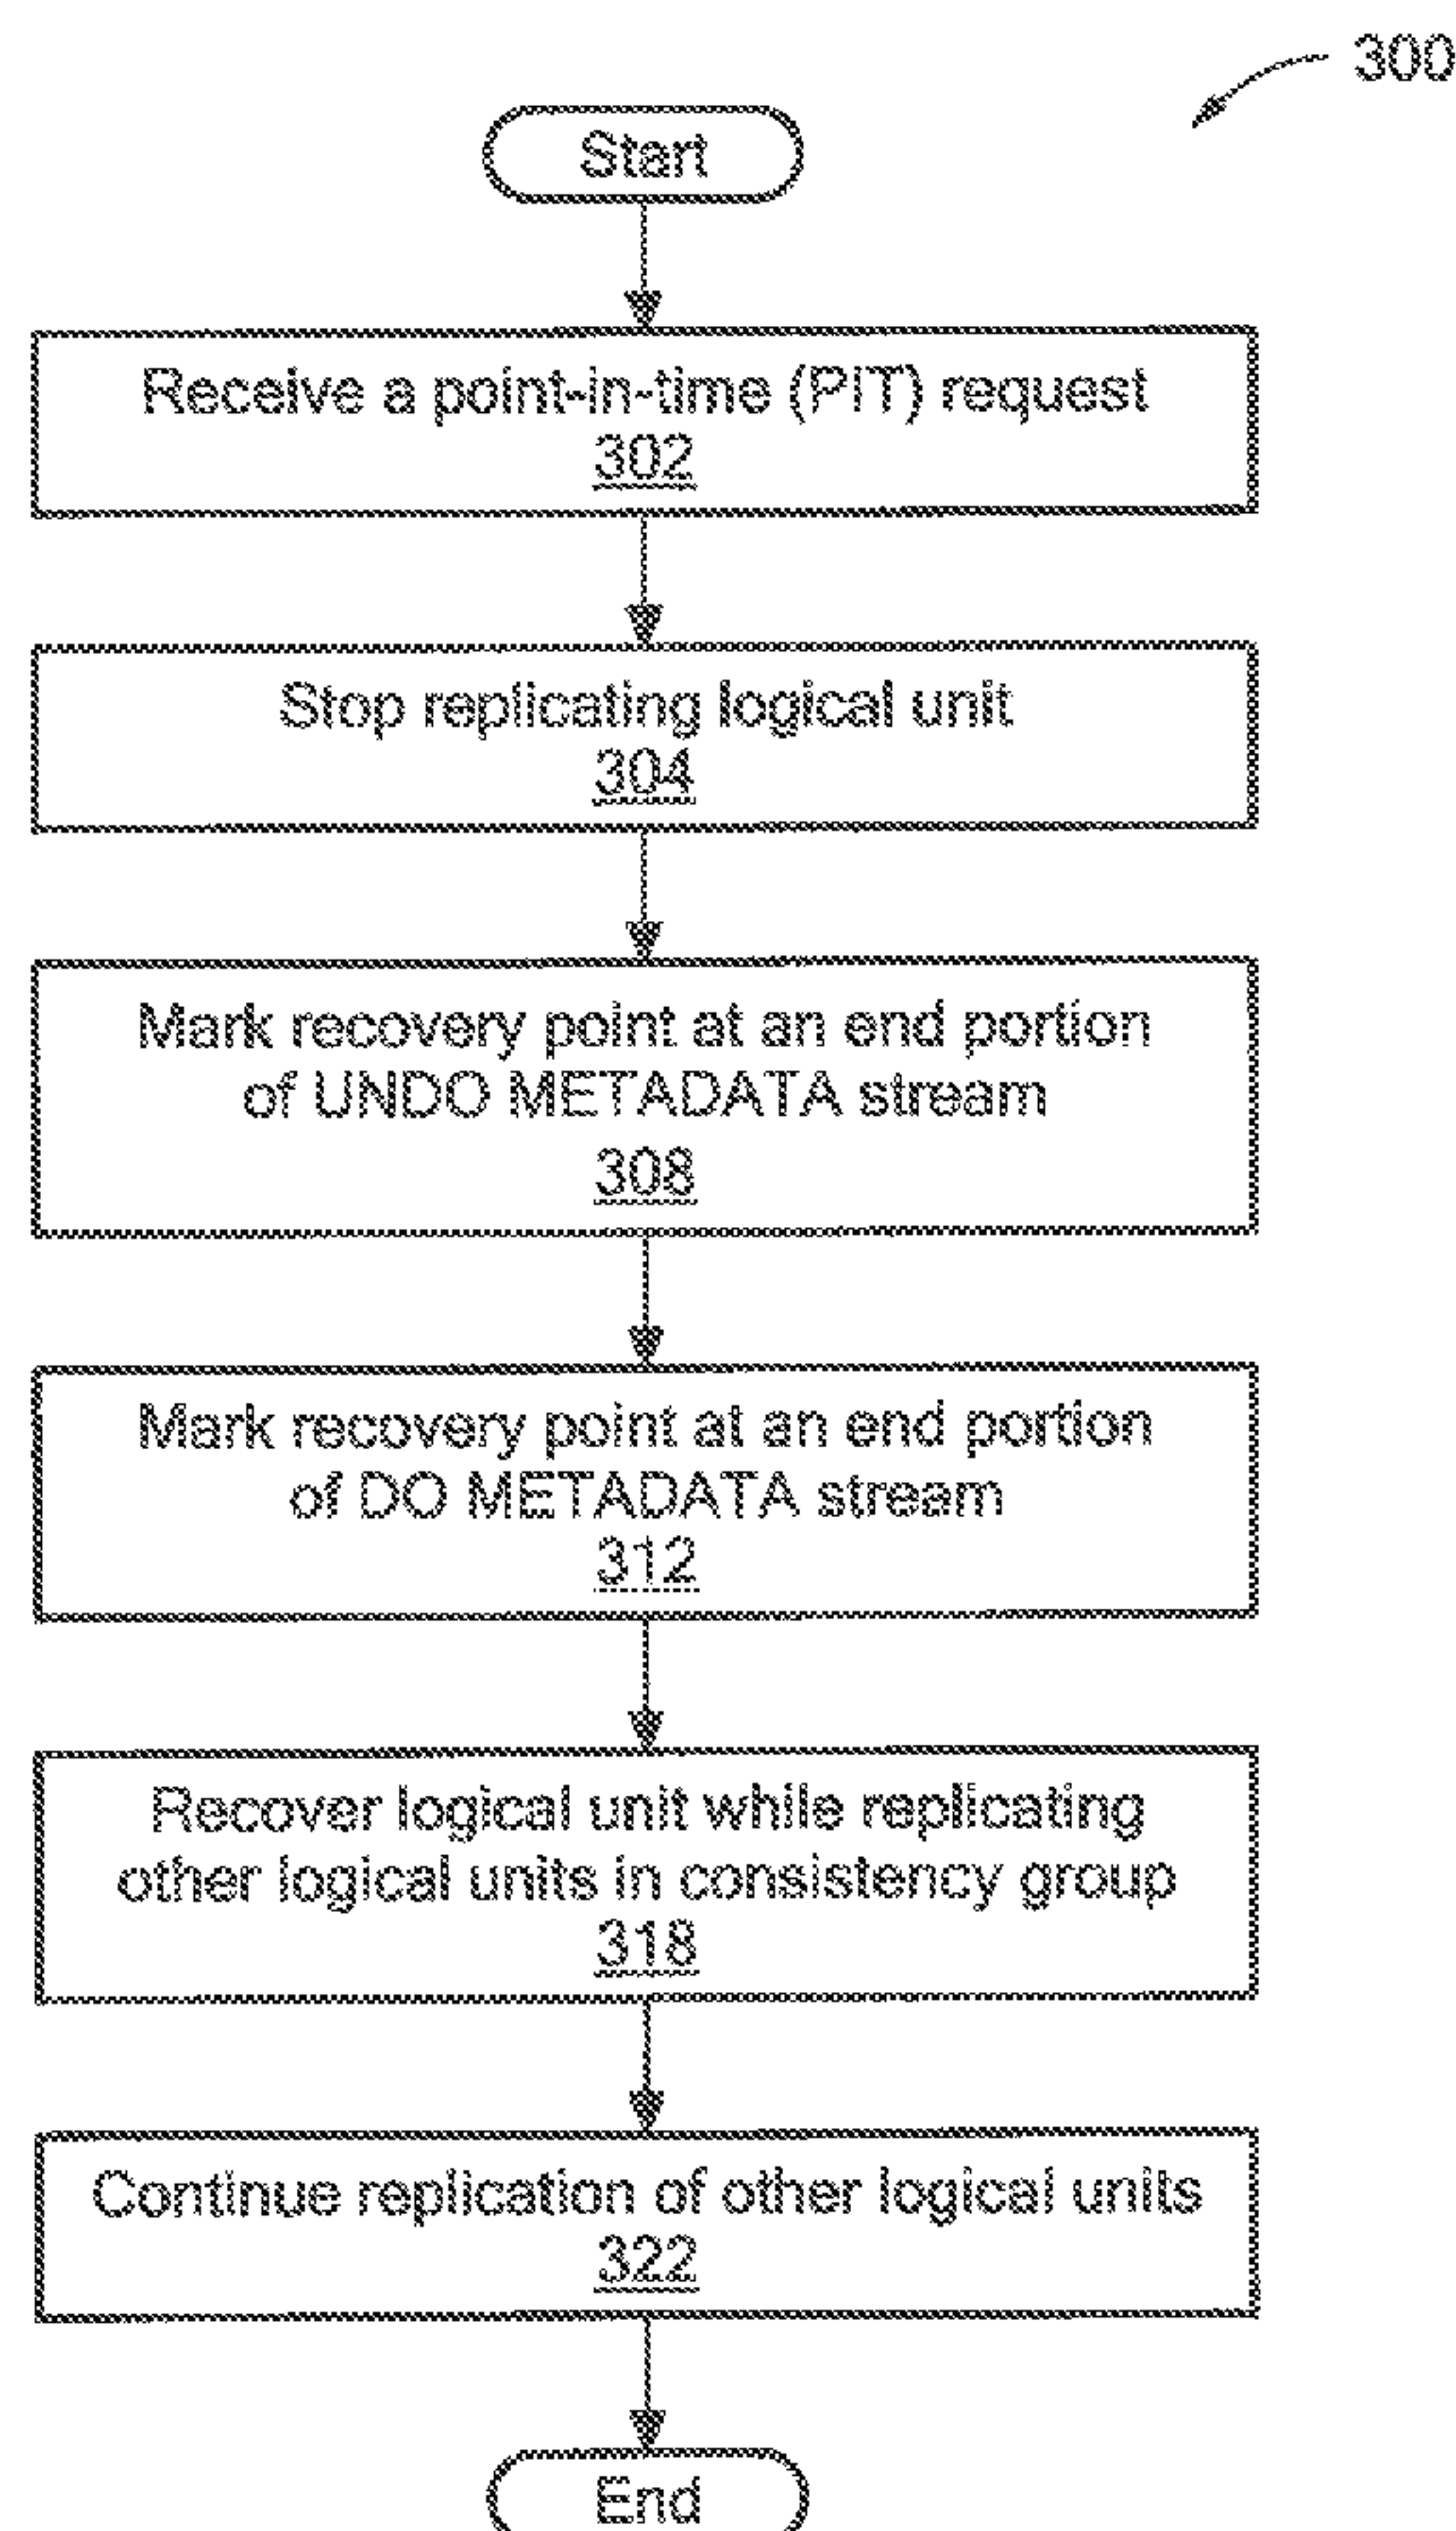 300
Start
Receive a point-in-time (PIT) request
302
Stop replicating logical unit
304
Mark recovery point at an end portion
of UNDO METADATA stream
308
Mark recovery point at an end portion
of DO METADATA stream
312
Recover logical unit while replicating
other logical units in consistency group
318
Continue replication of other logical units
322
End